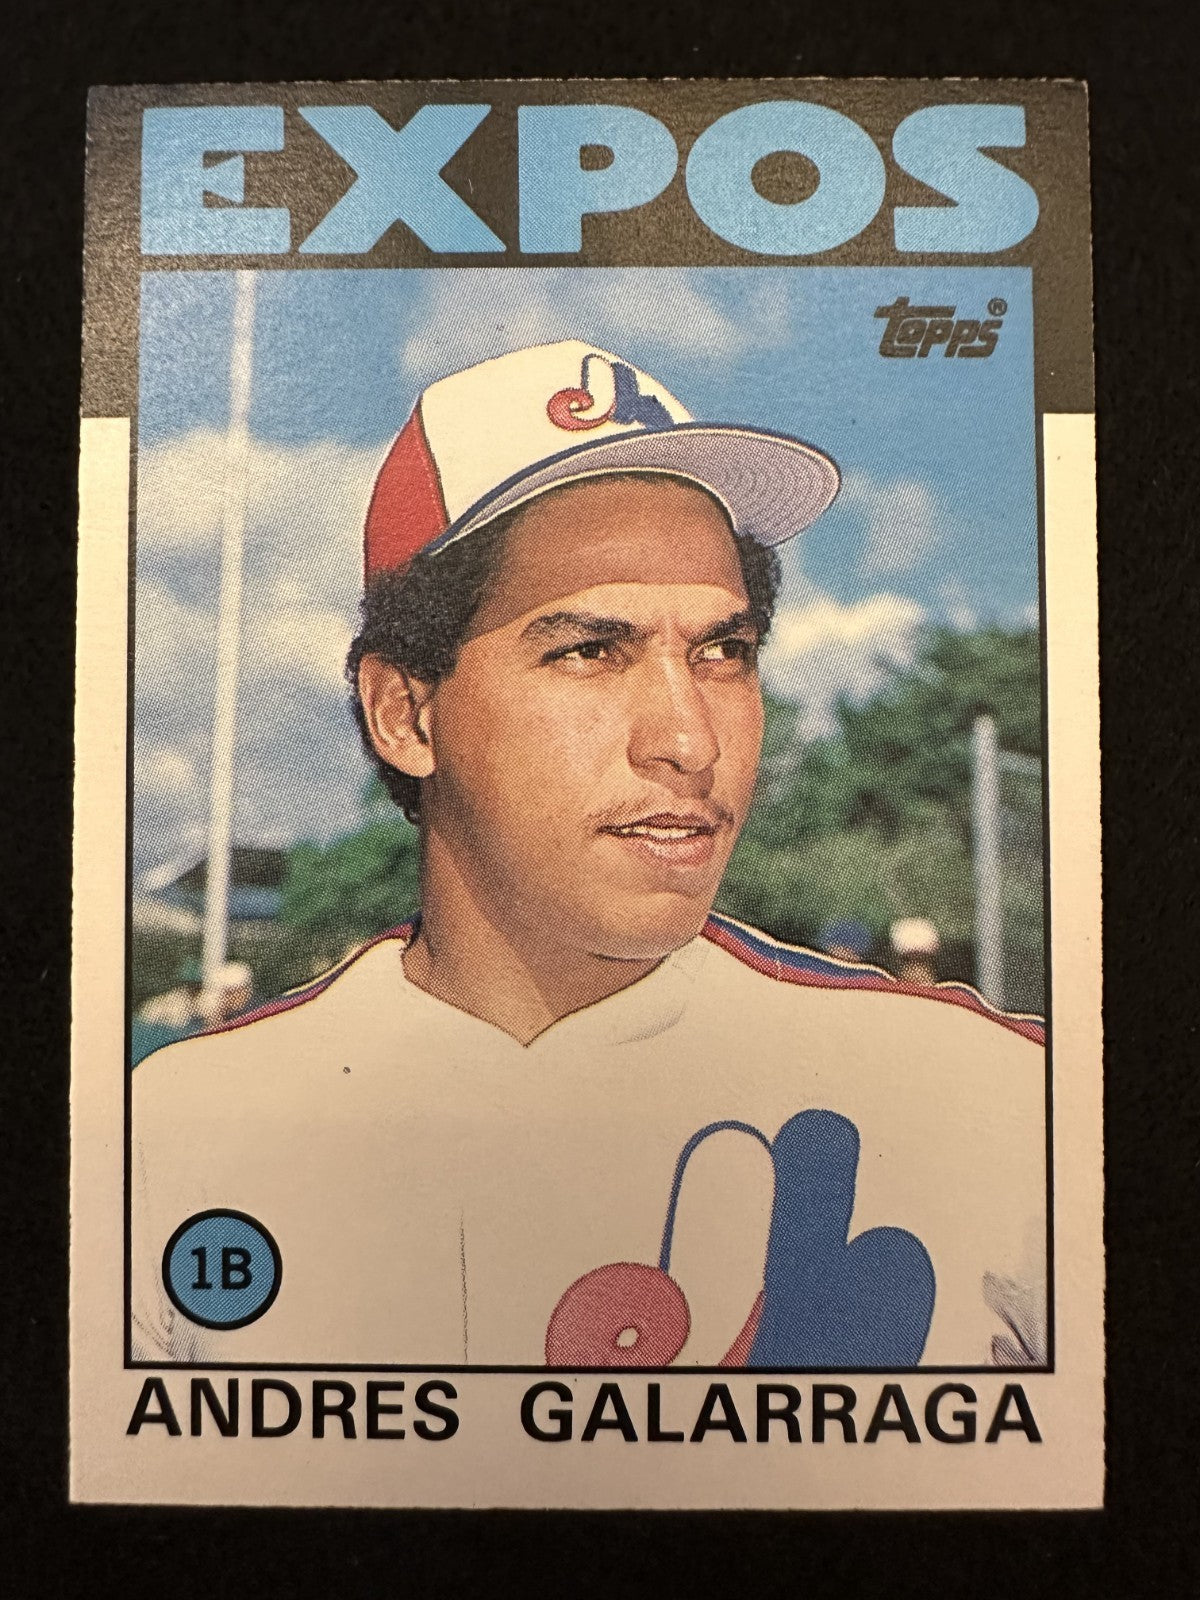 EXPOS
topps®
1B
ANDRES GALARRAGA